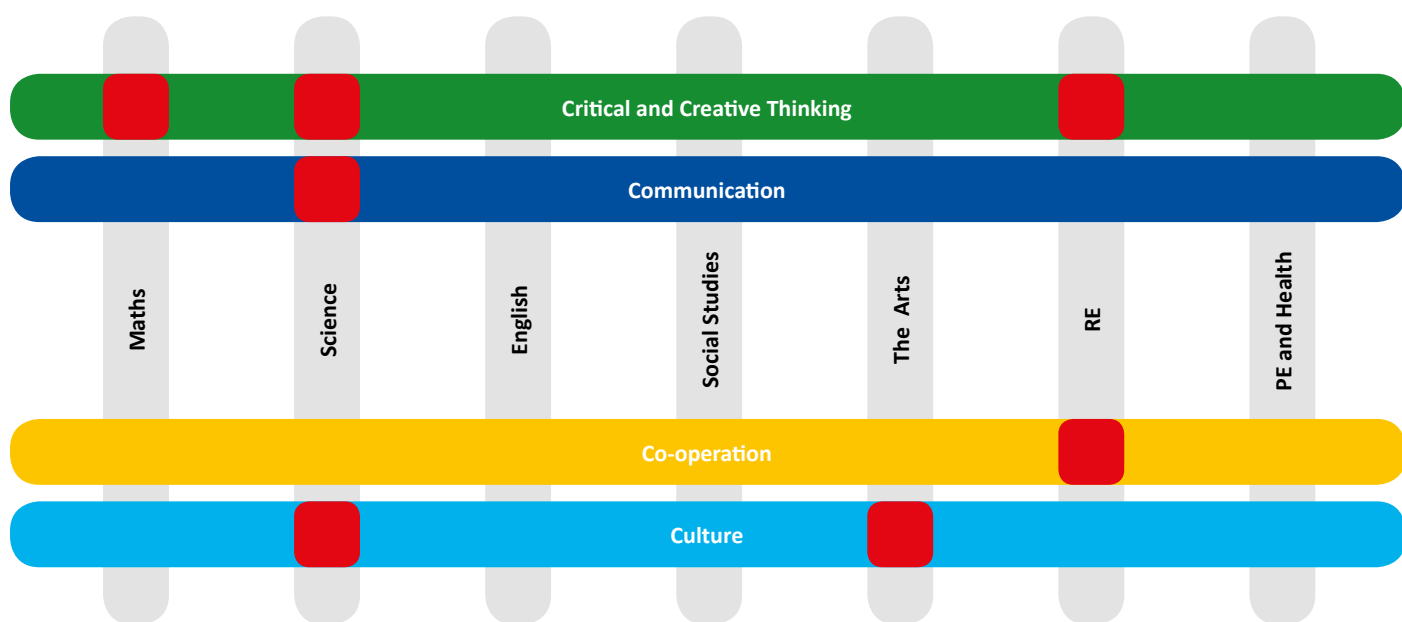 Critical and Creative Thinking
Communication
Maths
Science
English
Social Studies
The Arts
RE
PE and Health
Co-operation
Culture